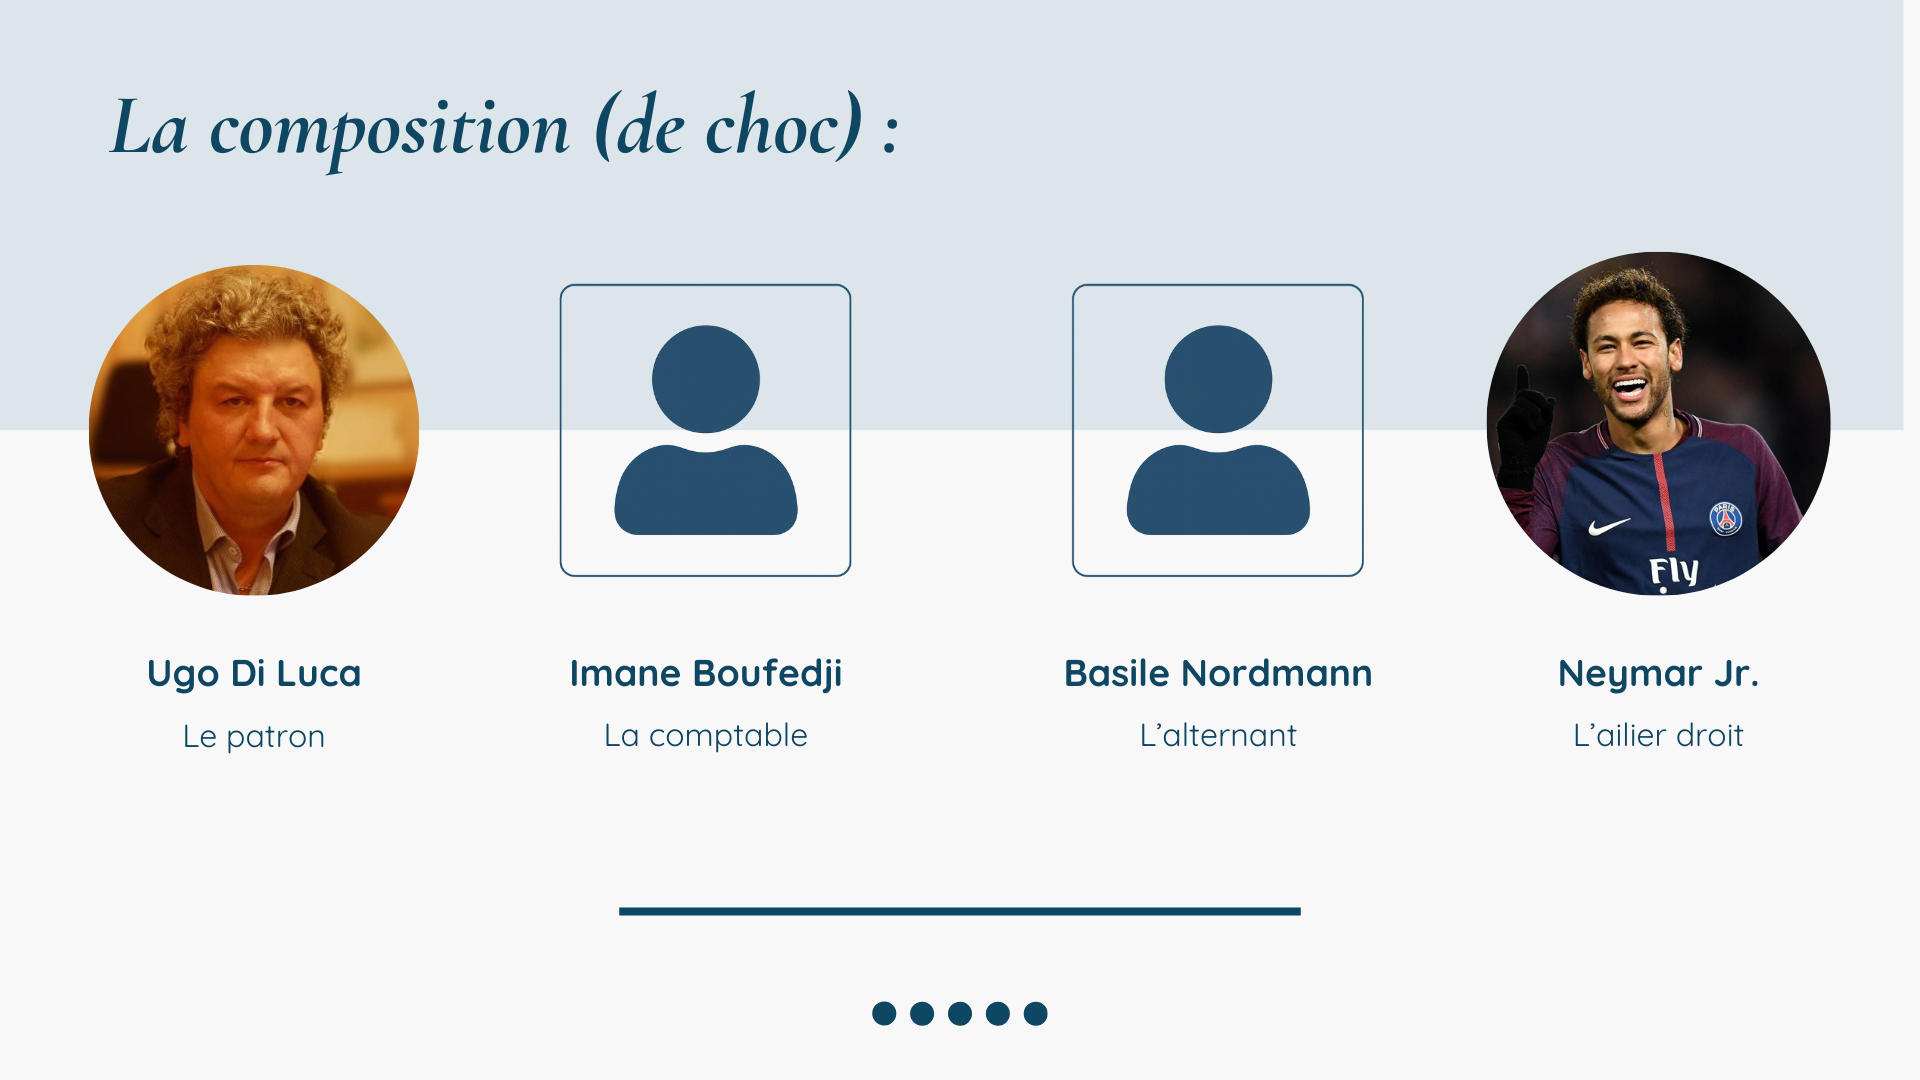 La composition (de choc) :
PARIS
Fly
Ugo Di Luca
Imane Boufedji
Basile Nordmann
Neymar Jr.
Le patron
La comptable
L’alternant
L’ailier droit